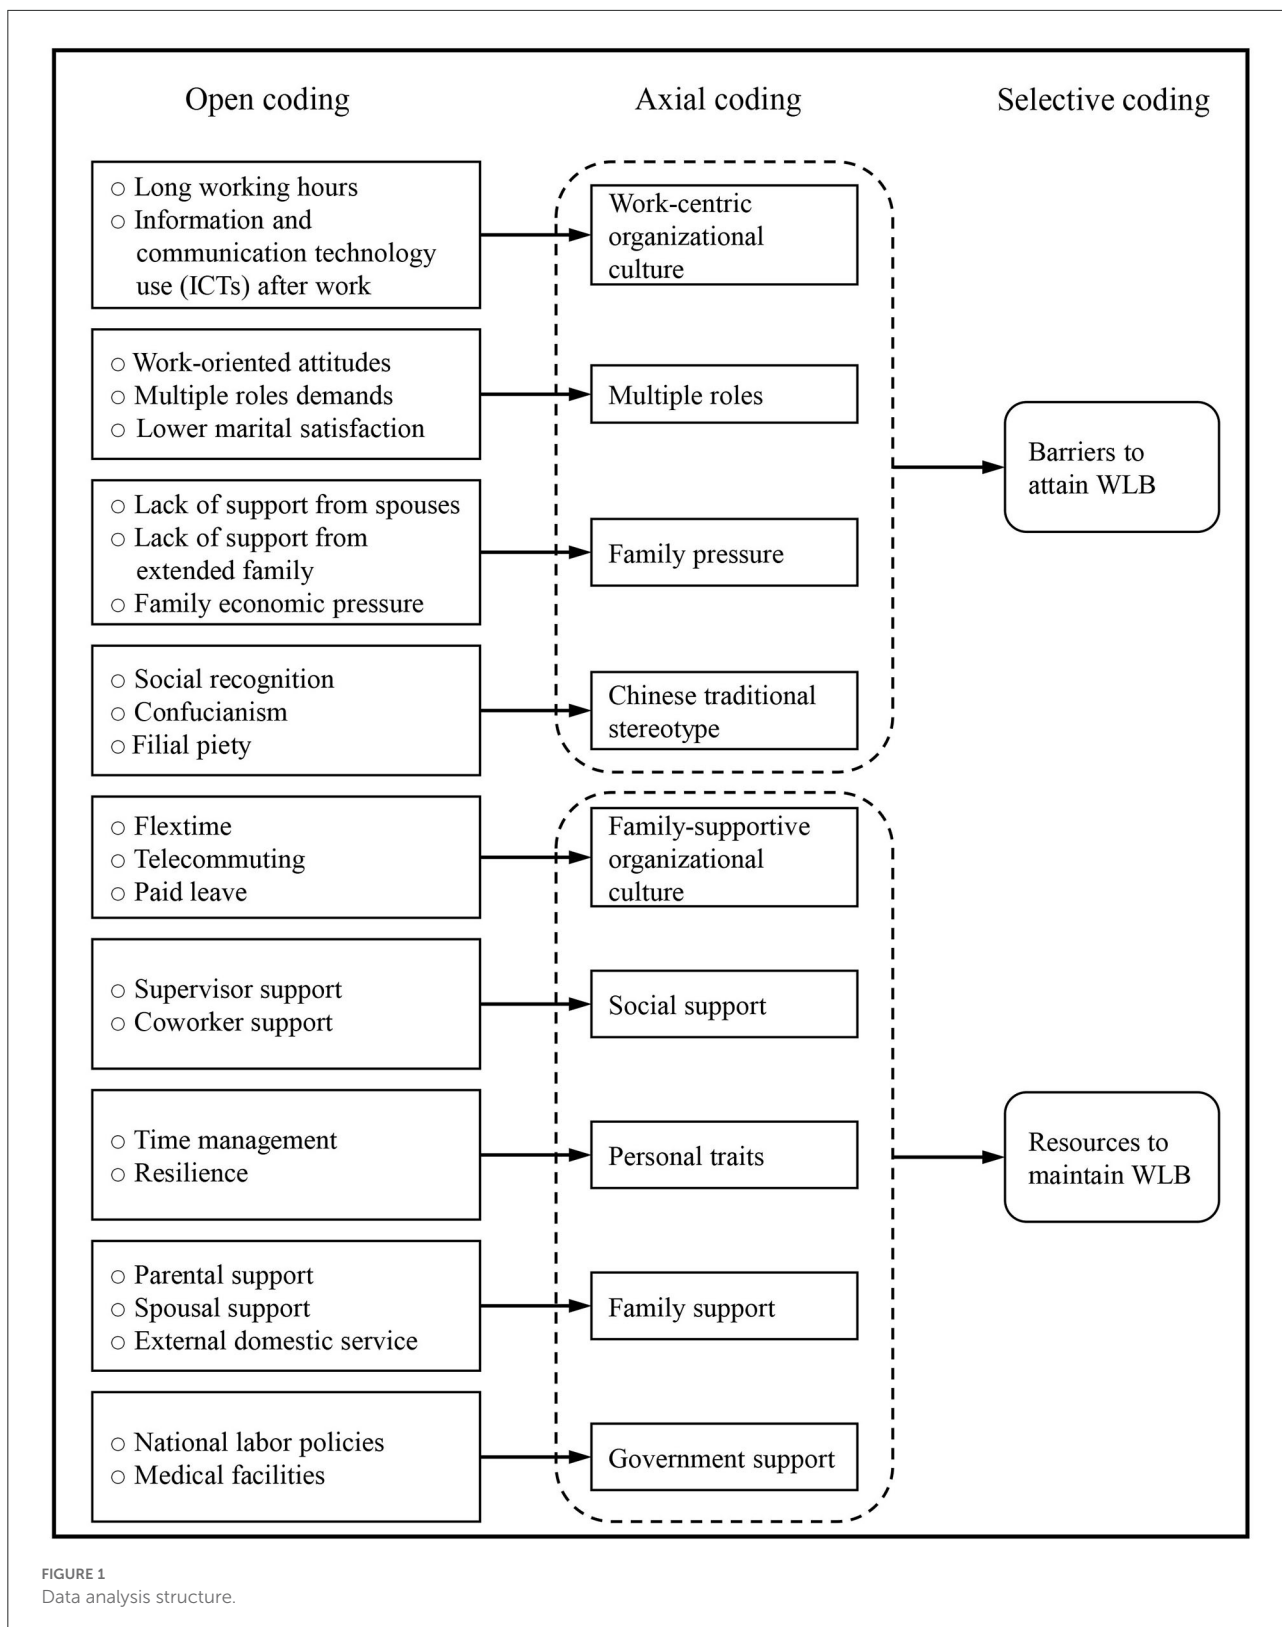 Open coding
Axial coding
Selective coding
○ Long working hours
○ Information and
communication technology
use (ICTs) after work
Work-centric
organizational
culture
○ Work-oriented attitudes
○ Multiple roles demands
○ Lower marital satisfaction
Multiple roles
○ Lack of support from spouses
○ Lack of support from
extended family
○ Family economic pressure
Family pressure
○ Social recognition
○ Confucianism
○ Filial piety
Chinese traditional
stereotype
Barriers to
attain WLB
○ Flextime
○ Telecommuting
○ Paid leave
Family-supportive
organizational
culture
○ Supervisor support
○ Coworker support
Social support
○ Time management
○ Resilience
Personal traits
○ Parental support
○ Spousal support
○ External domestic service
Family support
○ National labor policies
○ Medical facilities
Government support
Resources to
maintain WLB
FIGURE 1
Data analysis structure.